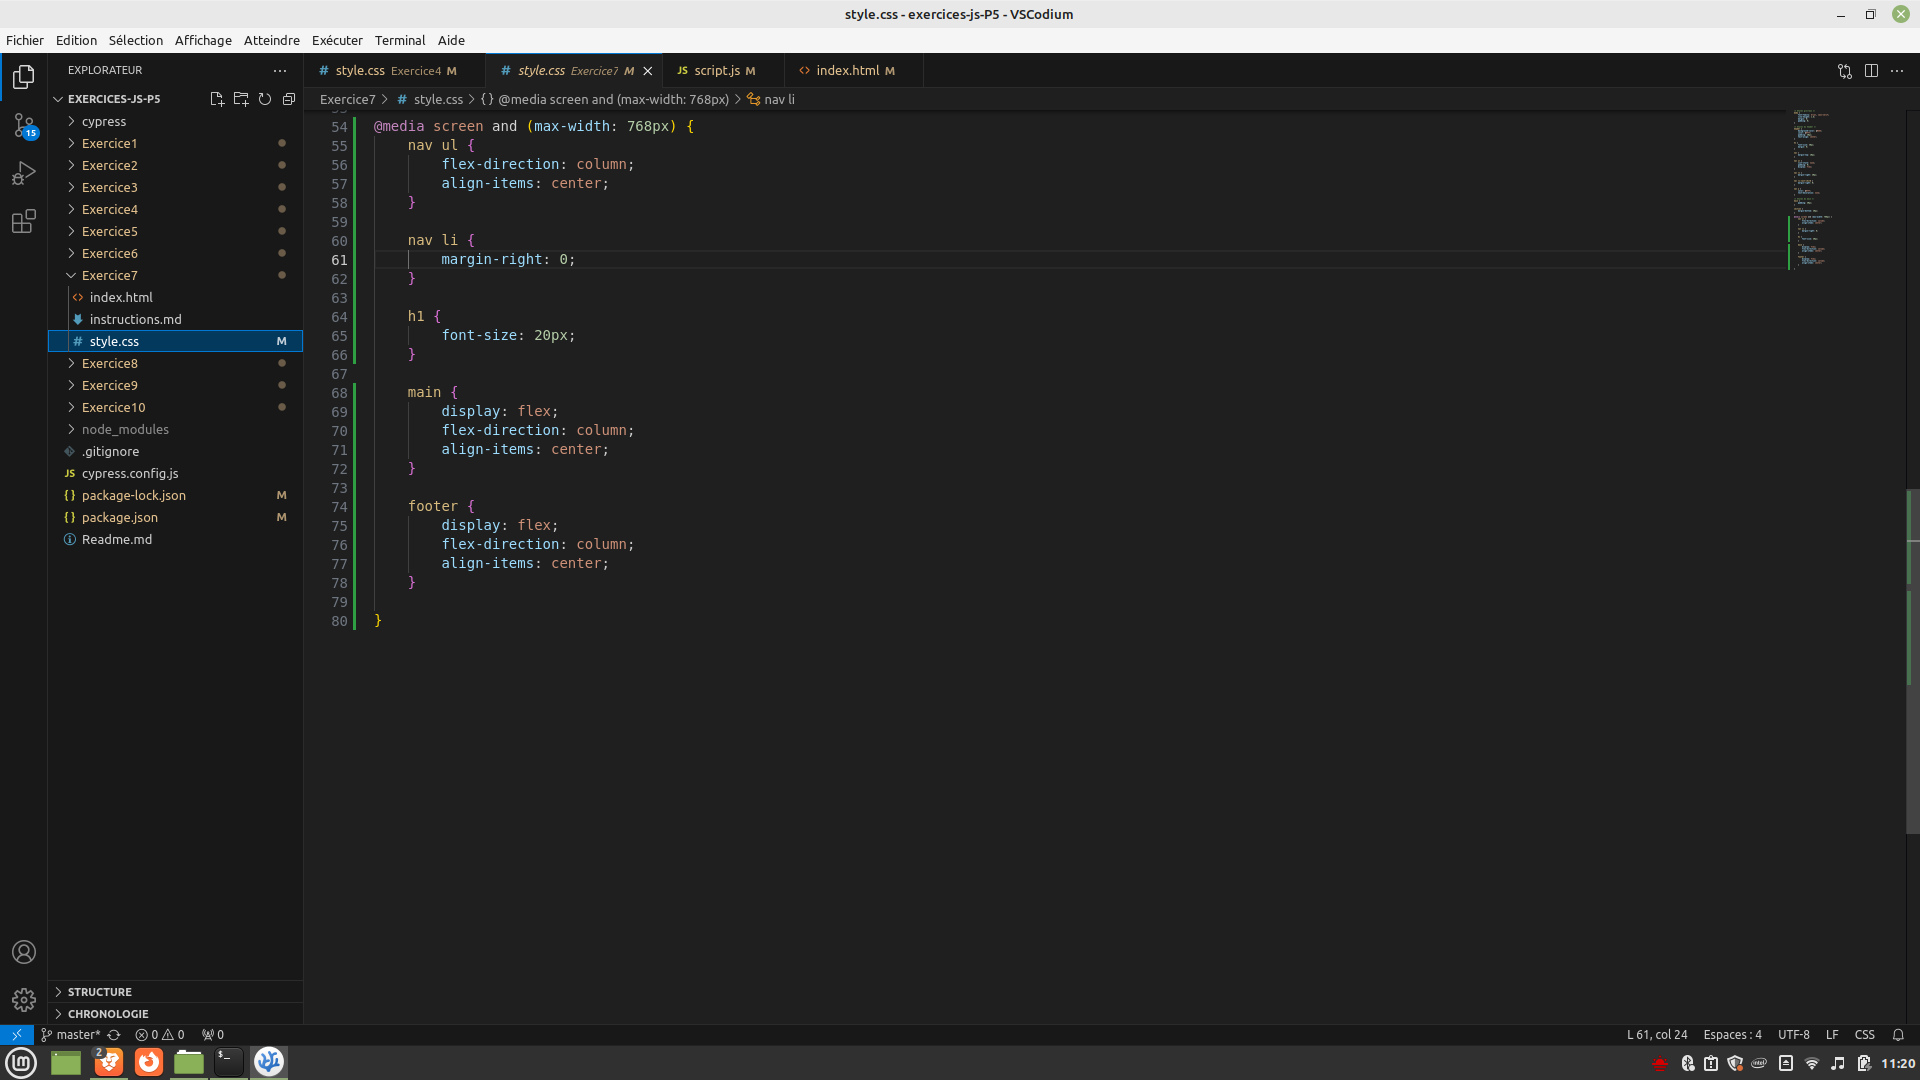 style.css - exercices-js-P5 - VSCodium
Fichier Edition Sélection Affichage Atteindre Exécuter Terminal Aide
EXPLORATEUR
style.css Exercice4 M
style.css Exercice7 M
script.js M
index.html M
EXERCICES-JS-P5
Exercice7 > style.css > {} @media screen and (max-width: 768px) > nav li
cypress
Exercice1
Exercice2
Exercice3
Exercice4
Exercice5
Exercice6
Exercice7
index.html
instructions.md
style.css M
Exercice8
Exercice9
Exercice10
node_modules
.gitignore
JS cypress.config.js
{} package-lock.json M
{} package.json M
Readme.md
STRUCTURE
CHRONOLOGIE
15
54 @media screen and (max-width: 768px) {
55 nav ul {
56 flex-direction: column;
57 align-items: center;
58 }
59
60 nav li {
61 margin-right: 0;
62 }
63
64 h1 {
65 font-size: 20px;
66 }
67
68 main {
69 display: flex;
70 flex-direction: column;
71 align-items: center;
72 }
73
74 footer {
75 display: flex;
76 flex-direction: column;
77 align-items: center;
78 }
79
80 }
master* 0 0 0
L 61, col 24 Espaces : 4 UTF-8 LF CSS
2
11:20